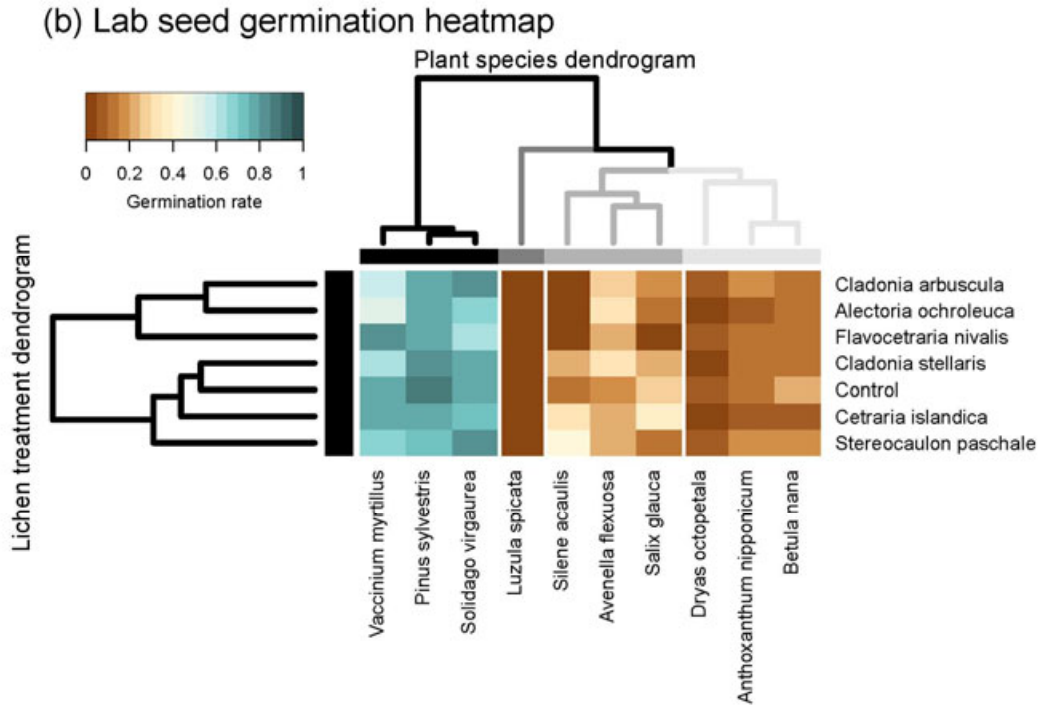 (b) Lab seed germination heatmap
Plant species dendrogram
0 0.2 0.4 0.6 0.8 1
Germination rate
Lichen treatment dendrogram
Cladonia arbuscula
Alectoria ochroleuca
Flavocetraria nivalis
Cladonia stellaris
Control
Cetraria islandica
Stereocaulon paschale
Vaccinium myrtillus
Pinus sylvestris
Solidago virgaurea
Luzula spicata
Silene acaulis
Avenella flexuosa
Salix glauca
Dryas octopetala
Anthoxanthum nipponicum
Betula nana